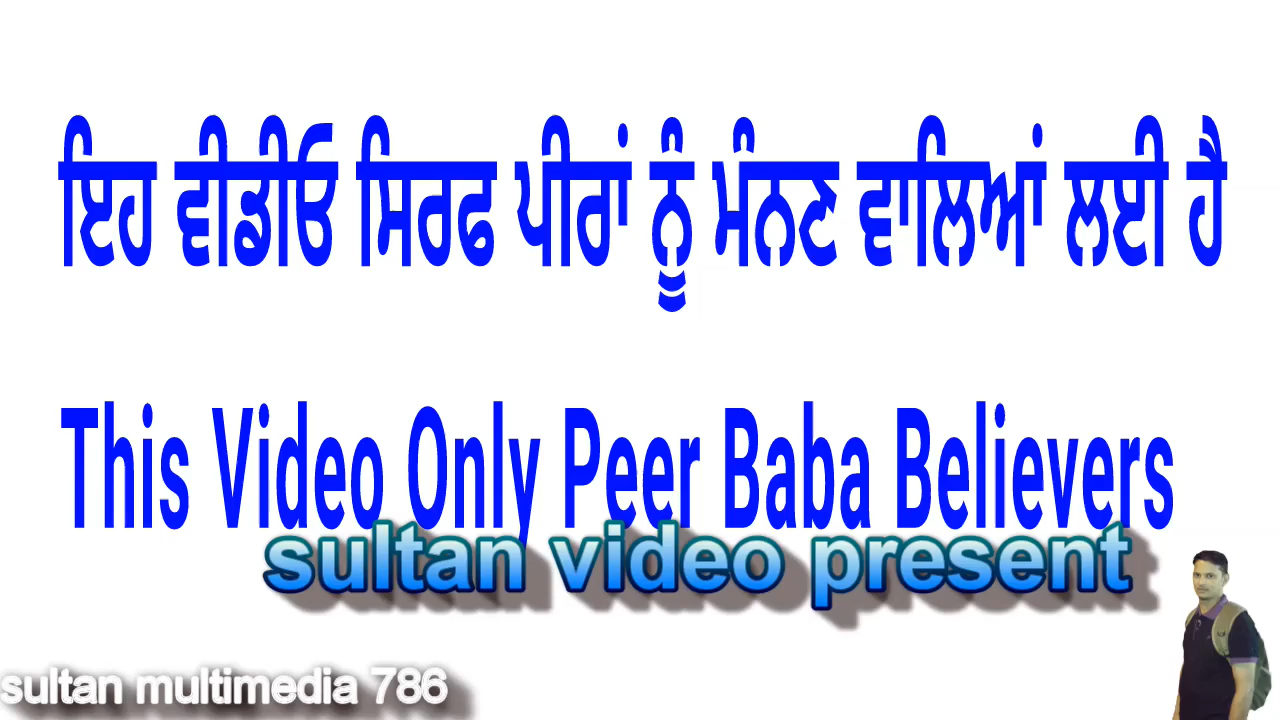 ਇਹ ਵੀਡੀਓ ਸਿਰਫ ਪੀਰਾਂ ਨੂੰ ਮੰਨਣ ਵਾਲਿਆਂ ਲਈ ਹੈ
This Video Only Peer Baba Believers
sultan video present
sultan multimedia 786